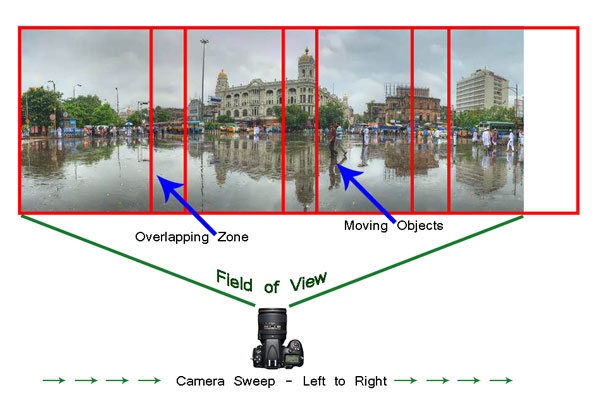 Overlapping Zone
Moving Objects
Field of View
Camera Sweep - Left to Right